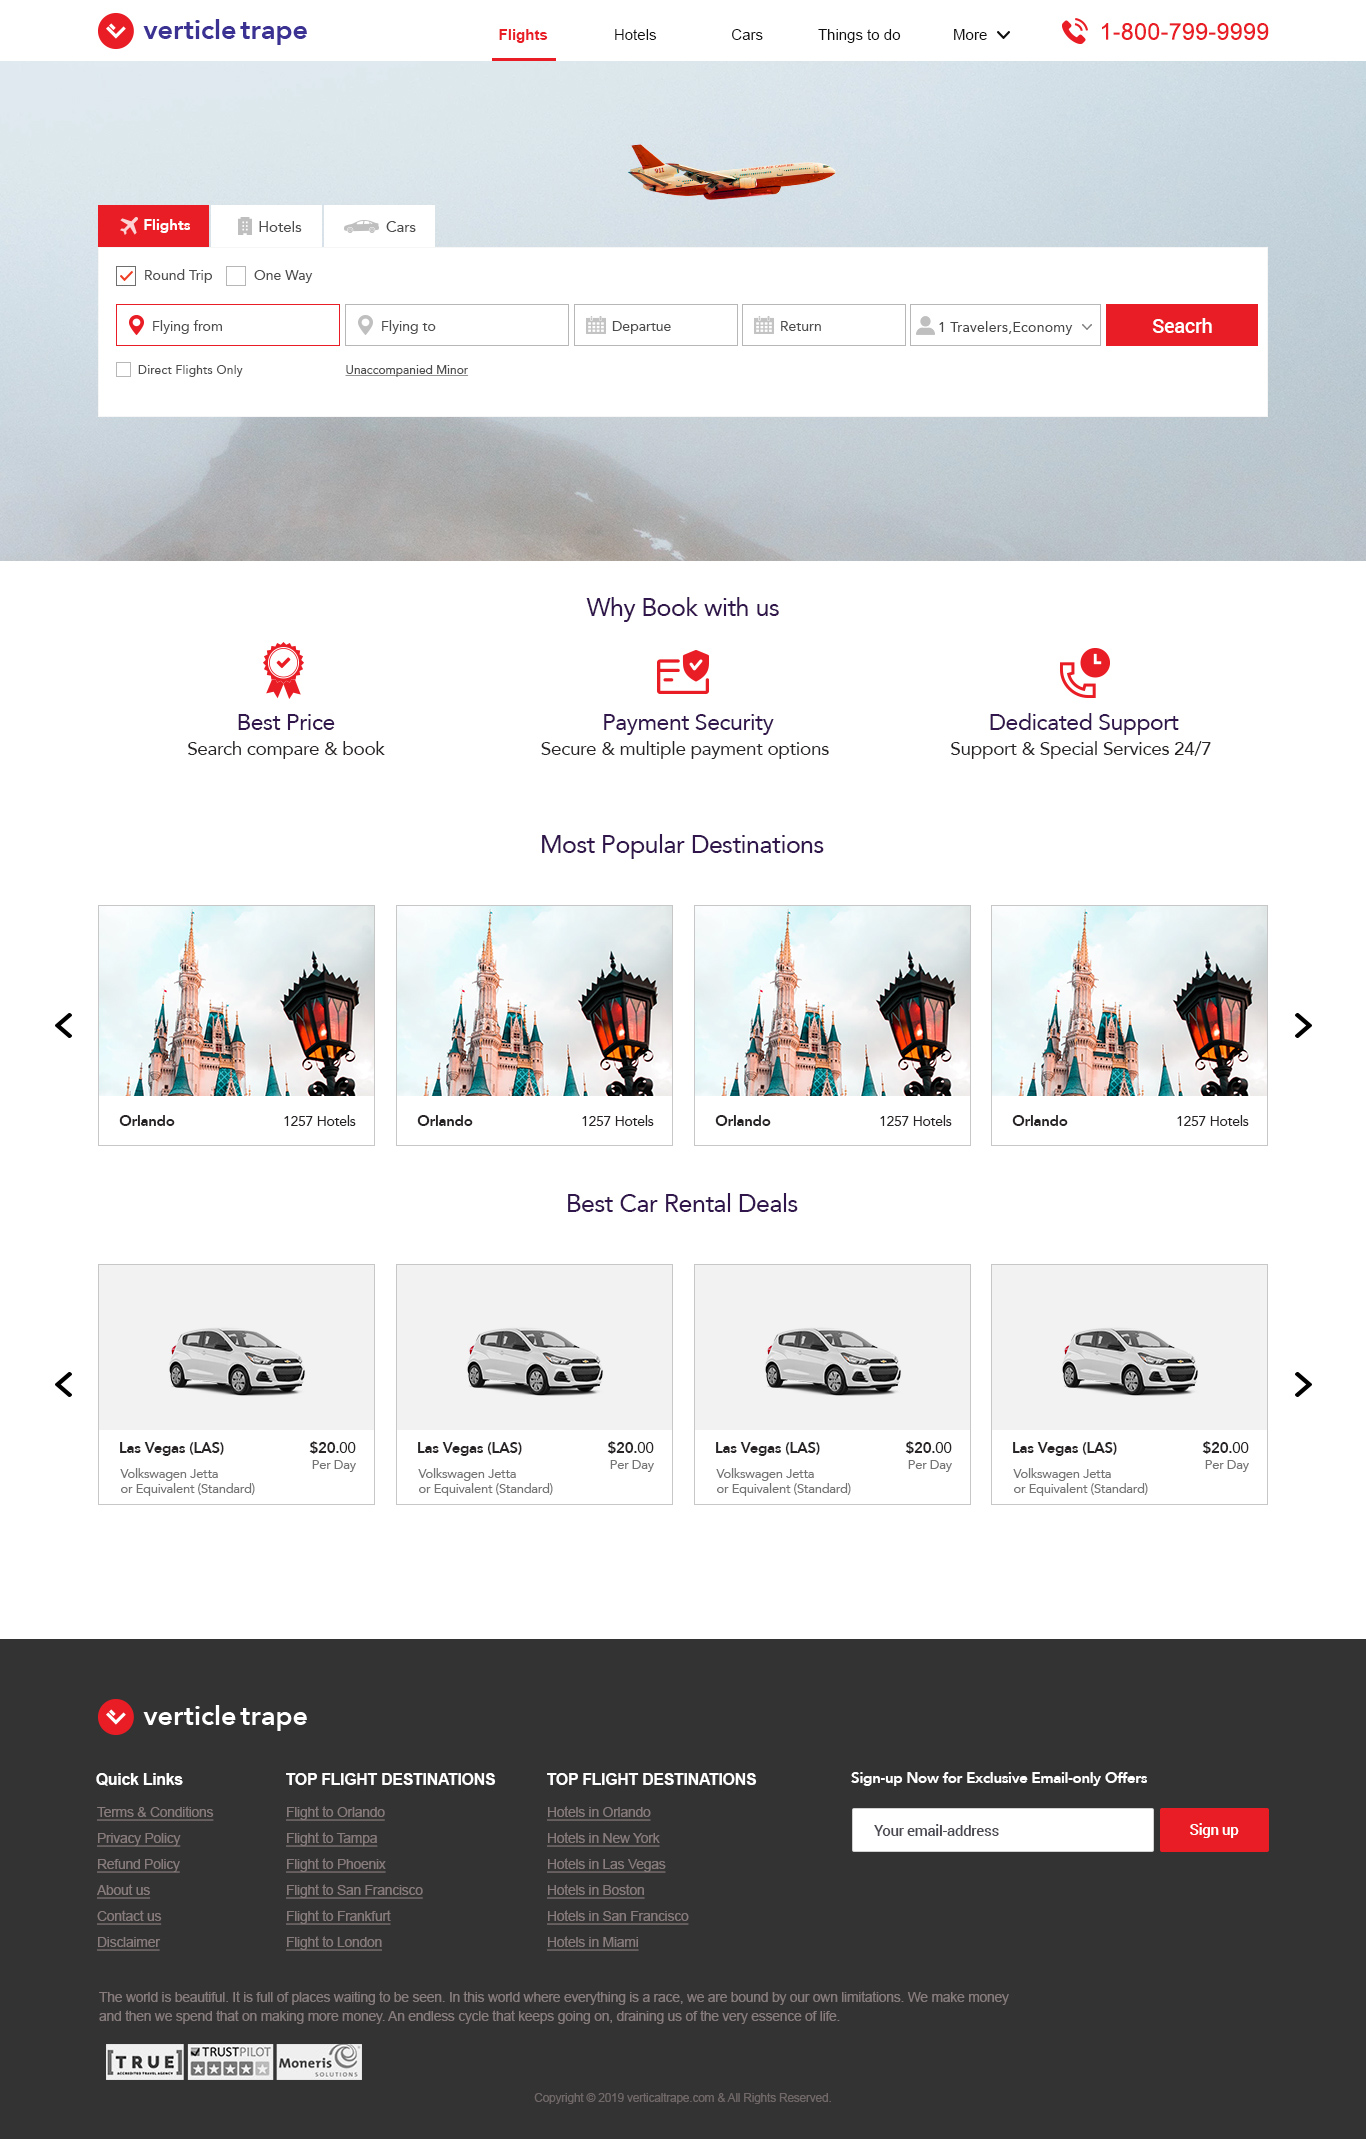 verticle trape
Flights
Hotels
Cars
Things to do
More
1-800-799-9999
Flights
Hotels
Cars
Round Trip
One Way
Flying from
Flying to
Departue
Return
1 Travelers,Economy
Seacrh
Direct Flights Only
Unaccompanied Minor
Why Book with us
Best Price
Search compare & book
Payment Security
Secure & multiple payment options
Dedicated Support
Support & Special Services 24/7
Most Popular Destinations
Orlando
1257 Hotels
Orlando
1257 Hotels
Orlando
1257 Hotels
Orlando
1257 Hotels
Best Car Rental Deals
Las Vegas (LAS)
$20.00
Per Day
Volkswagen Jetta
or Equivalent (Standard)
Las Vegas (LAS)
$20.00
Per Day
Volkswagen Jetta
or Equivalent (Standard)
Las Vegas (LAS)
$20.00
Per Day
Volkswagen Jetta
or Equivalent (Standard)
Las Vegas (LAS)
$20.00
Per Day
Volkswagen Jetta
or Equivalent (Standard)
verticle trape
Quick Links
Terms & Conditions
Privacy Policy
Refund Policy
About us
Contact us
Disclaimer
TOP FLIGHT DESTINATIONS
Flight to Orlando
Flight to Tampa
Flight to Phoenix
Flight to San Francisco
Flight to Frankfurt
Flight to London
TOP FLIGHT DESTINATIONS
Hotels in Orlando
Hotels in New York
Hotels in Las Vegas
Hotels in Boston
Hotels in San Francisco
Hotels in Miami
Sign-up Now for Exclusive Email-only Offers
Your email-address
Sign up
The world is beautiful. It is full of places waiting to be seen. In this world where everything is a race, we are bound by our own limitations. We make money
and then we spend that on making more money. An endless cycle that keeps going on, draining us of the very essence of life.
[TRUE]
ACCREDITED TRAVEL AGENCY
TRUSTPILOT
Moneris
SOLUTIONS
Copyright © 2019 verticaltrape.com & All Rights Reserved.